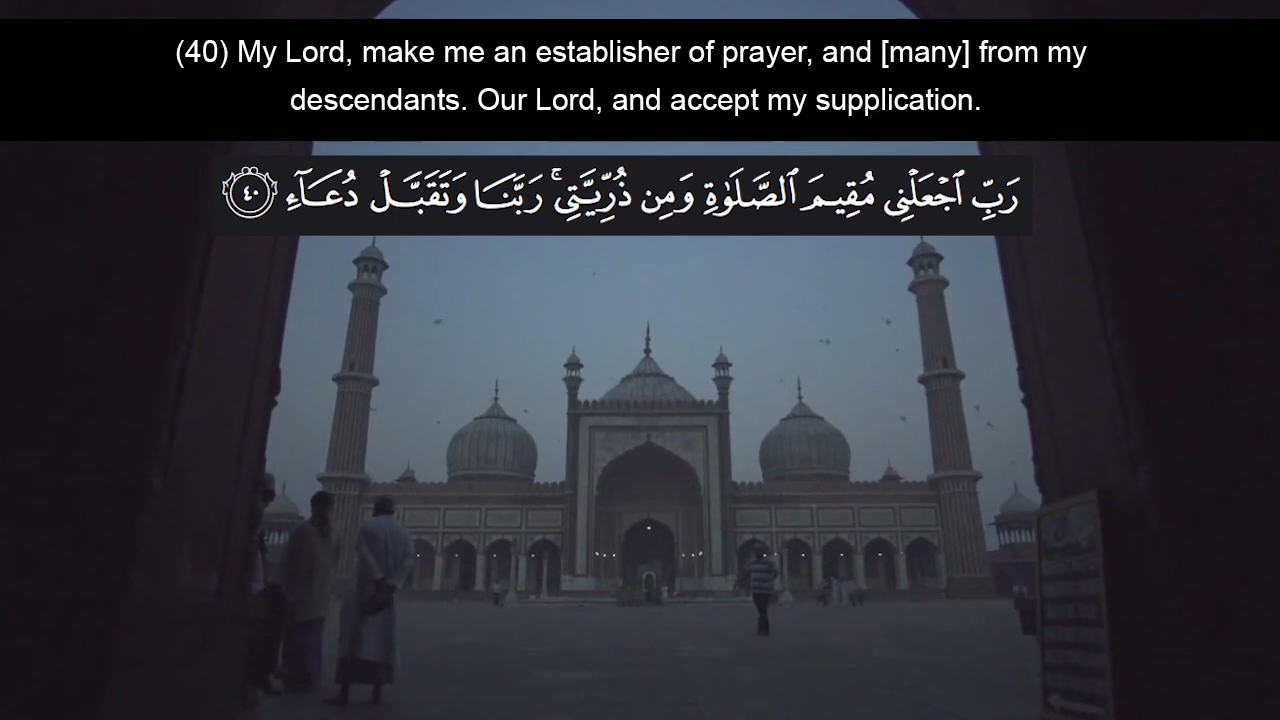 (40) My Lord, make me an establisher of prayer, and [many] from my
descendants. Our Lord, and accept my supplication.
رَبِّ ٱجْعَلْنِى مُقِيمَ ٱلصَّلَوٰةِ وَمِن ذُرِّيَّتِى ۚ رَبَّنَا وَتَقَبَّلْ دُعَآءِ ٤٠